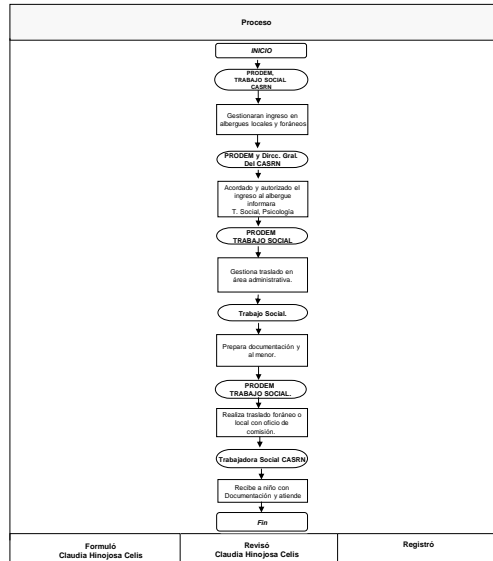 Proceso
INICIO
PRODEM,
TRABAJO SOCIAL
CASRN
Gestionaran ingreso en
albergues locales y foráneos
PRODEM y Dircc. Gral.
Del CASRN
Acordado y autorizado el
ingreso al albergue
informara
T. Social, Psicología
PRODEM
TRABAJO SOCIAL
Gestiona traslado en
área administrativa.
Trabajo Social.
Prepara documentación y
al menor.
PRODEM
TRABAJO SOCIAL.
Realiza traslado foráneo o
local con oficio de
comisión.
Trabajadora Social CASRN
Recibe a niño con
Documentación y atiende
Fin
Formuló
Claudia Hinojosa Celis
Revisó
Claudia Hinojosa Celis
Registró